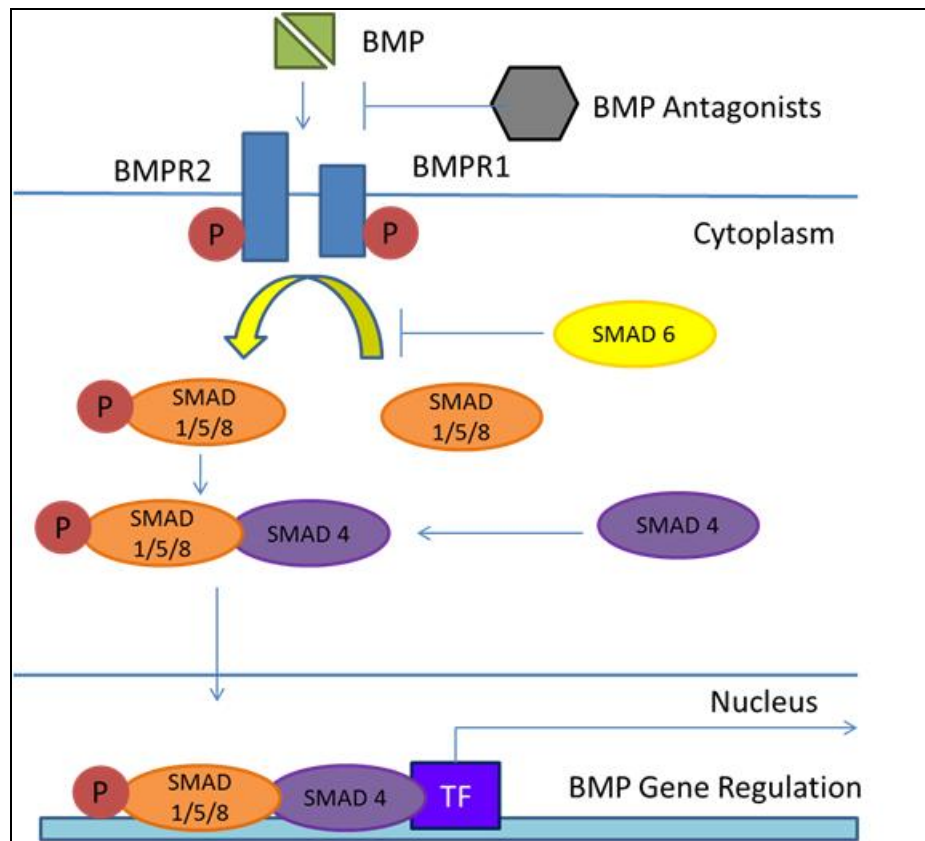 BMP
BMP Antagonists
BMPR2
BMPR1
P
P
Cytoplasm
SMAD 6
P
SMAD
1/5/8
SMAD
1/5/8
P
SMAD
1/5/8
SMAD 4
SMAD 4
Nucleus
P
SMAD
1/5/8
SMAD 4
TF
BMP Gene Regulation